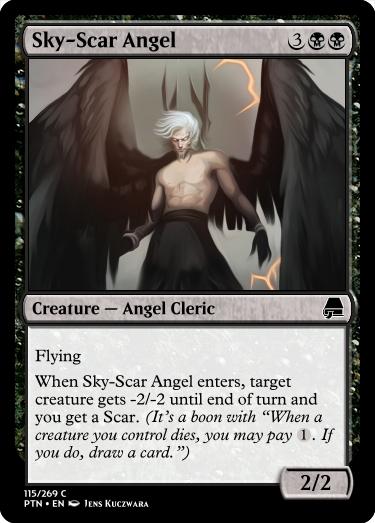 Sky-Scar Angel 3
Creature — Angel Cleric
Flying
When Sky-Scar Angel enters, target
creature gets -2/-2 until end of turn and
you get a Scar. (It's a boon with “When a
creature you control dies, you may pay 1. If
you do, draw a card.”)
2/2
115/269 C
PTN • EN Jens Kuczwara